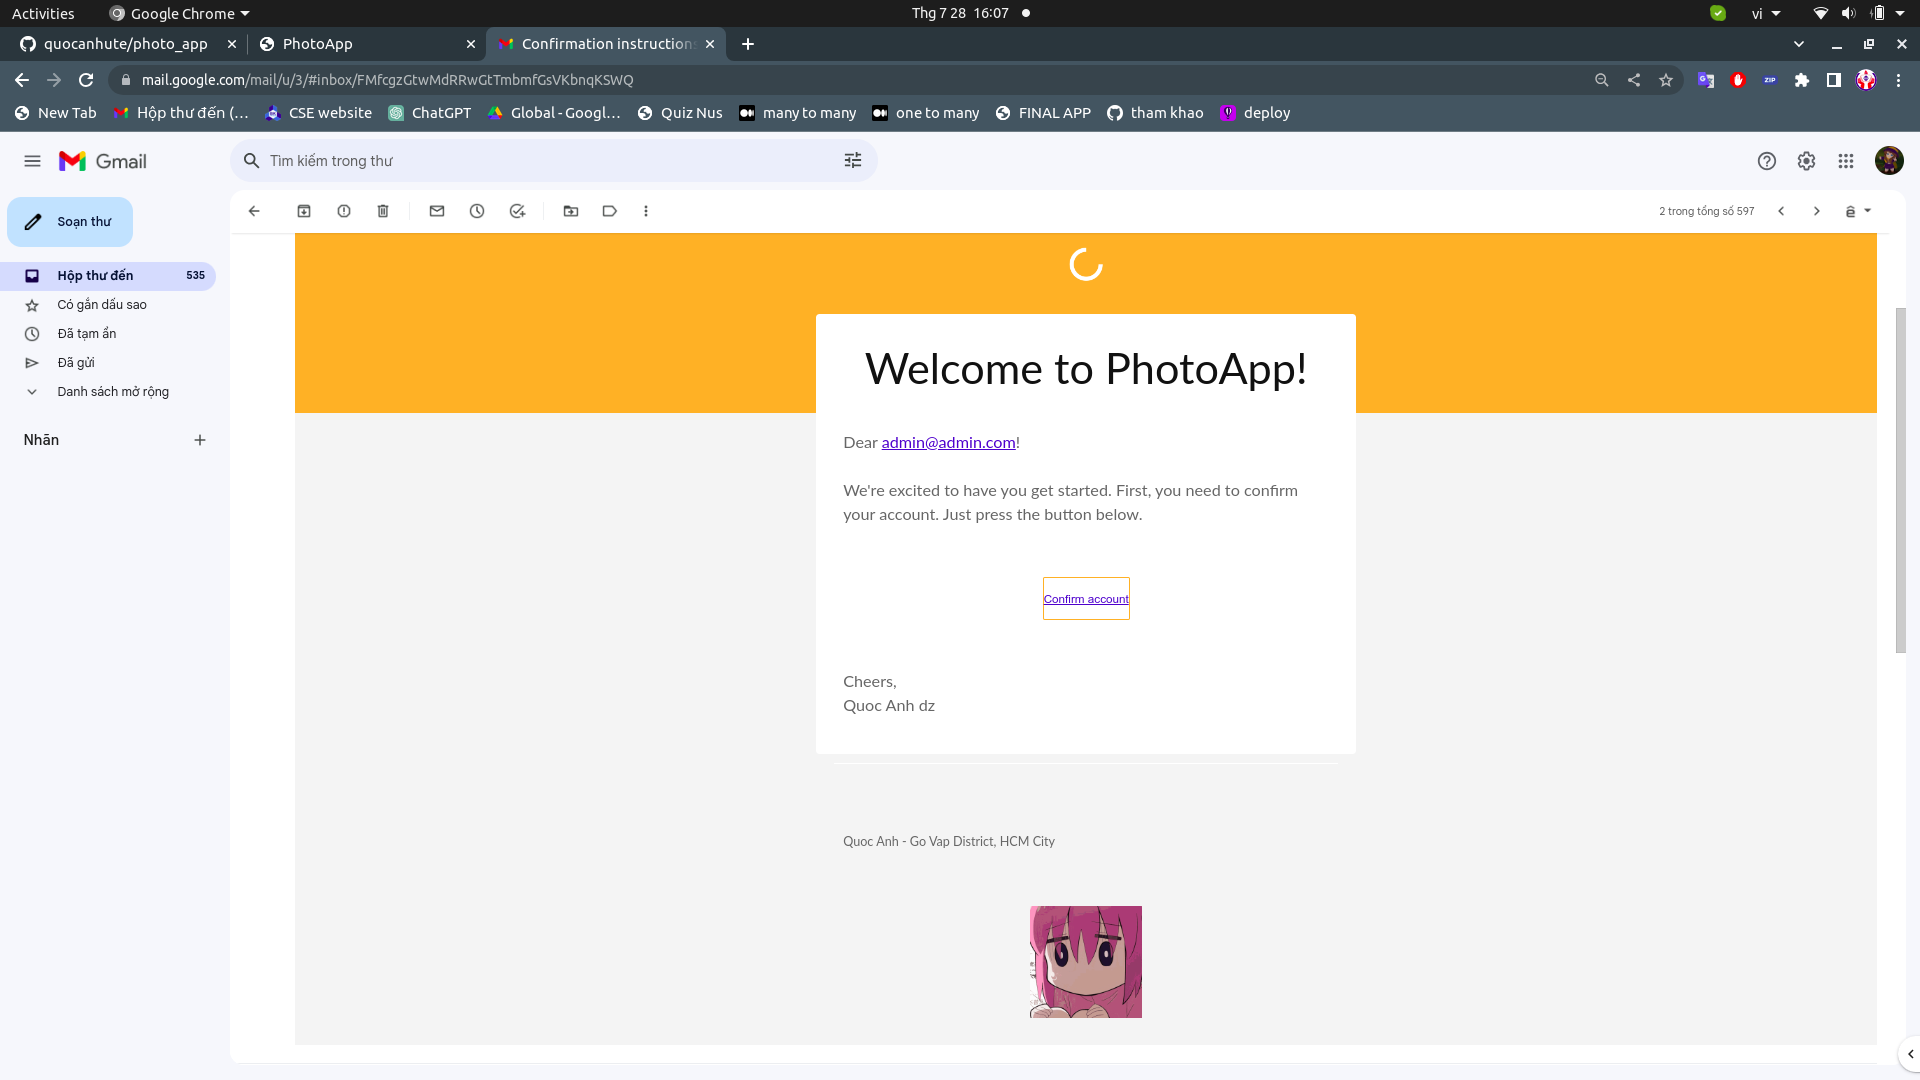 Activities
Google Chrome
Thg 7 28 16:07
vi
quocanhute/photo_app
PhotoApp
Confirmation instruction
mail.google.com/mail/u/3/#inbox/FMfcgzGtwMdRRwGtTmbmfGsVKbnqKSWQ
ZIP
New Tab
Hộp thư đến (...
CSE website
ChatGPT
Global - Googl...
Quiz Nus
many to many
one to many
FINAL APP
tham khao
deploy
Gmail
Tìm kiếm trong thư
Soạn thư
2 trong tổng số 597
Hộp thư đến 535
Có gắn dấu sao
Đã tạm ẩn
Đã gửi
Danh sách mở rộng
Nhãn
Welcome to PhotoApp!
Dear admin@admin.com!
We're excited to have you get started. First, you need to confirm
your account. Just press the button below.
Confirm account
Cheers,
Quoc Anh dz
Quoc Anh - Go Vap District, HCM City